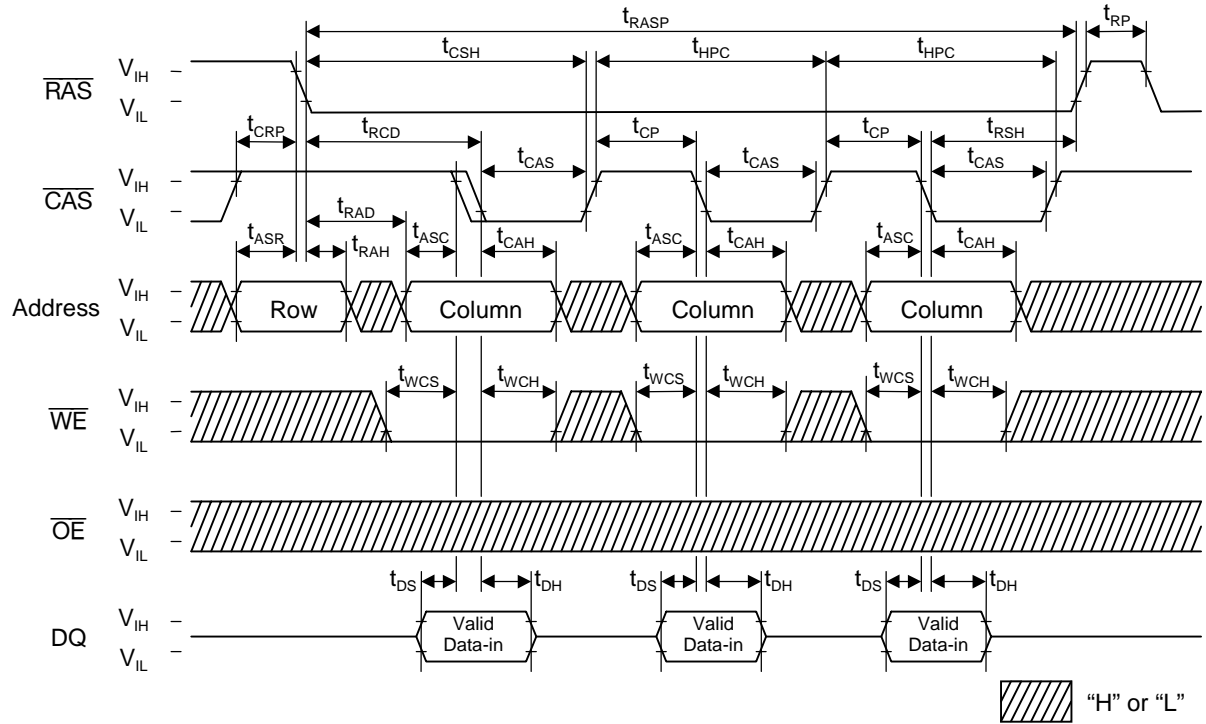 tRASP
tRP
tCSH
tHPC
tHPC
RAS
VIH
VIL
tCRP
tRCD
tCP
tCP
tRSH
tCAS
tCAS
tCAS
CAS
VIH
VIL
tRAD
tASR
tRAH
tASC
tCAH
tASC
tCAH
tASC
tCAH
Address
VIH
VIL
Row
Column
Column
Column
tWCS
tWCH
tWCS
tWCH
tWCS
tWCH
WE
VIH
VIL
OE
VIH
VIL
tDS
tDH
tDS
tDH
tDS
tDH
DQ
VIH
VIL
Valid
Data-in
Valid
Data-in
Valid
Data-in
“H” or “L”